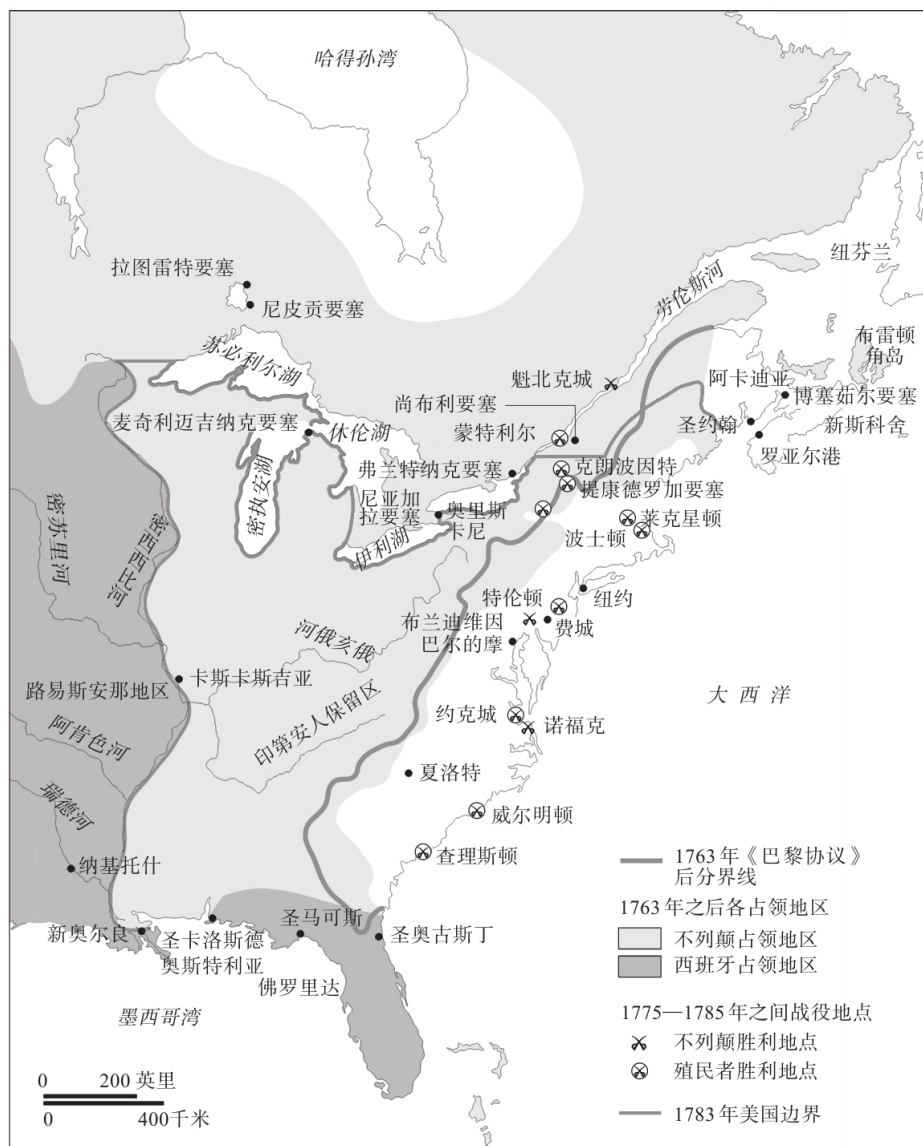 哈得孙湾
纽芬兰
拉图雷特要塞
尼皮贡要塞
劳伦斯河
苏必利尔湖
布雷顿
角岛
魁北克城
阿卡迪亚
尚布利要塞
博塞茹尔要塞
麦奇利迈吉纳克要塞
休伦湖
蒙特利尔
圣约翰
新斯科舍
罗亚尔港
弗兰特纳克要塞
克朗波因特
密执安湖
尼亚加
拉要塞
奥里斯
卡尼
提康德罗加要塞
莱克星顿
波士顿
伊利湖
密苏里河
密西西比河
特伦顿
纽约
布兰迪维因
费城
巴尔的摩
河俄亥俄
路易斯安那地区
卡斯卡斯吉亚
大西洋
印第安人保留区
约克城
诺福克
阿肯色河
夏洛特
瑞德河
威尔明顿
查理斯顿
纳基托什
圣马可斯
新奥尔良
圣卡洛斯德
奥斯特利亚
圣奥古斯丁
佛罗里达
墨西哥湾
0 200 英里
0 400千米
1763年《巴黎协议》
后分界线
1763年之后各占领地区
不列颠占领地区
西班牙占领地区
1775—1785年之间战役地点
不列颠胜利地点
殖民者胜利地点
1783年美国边界